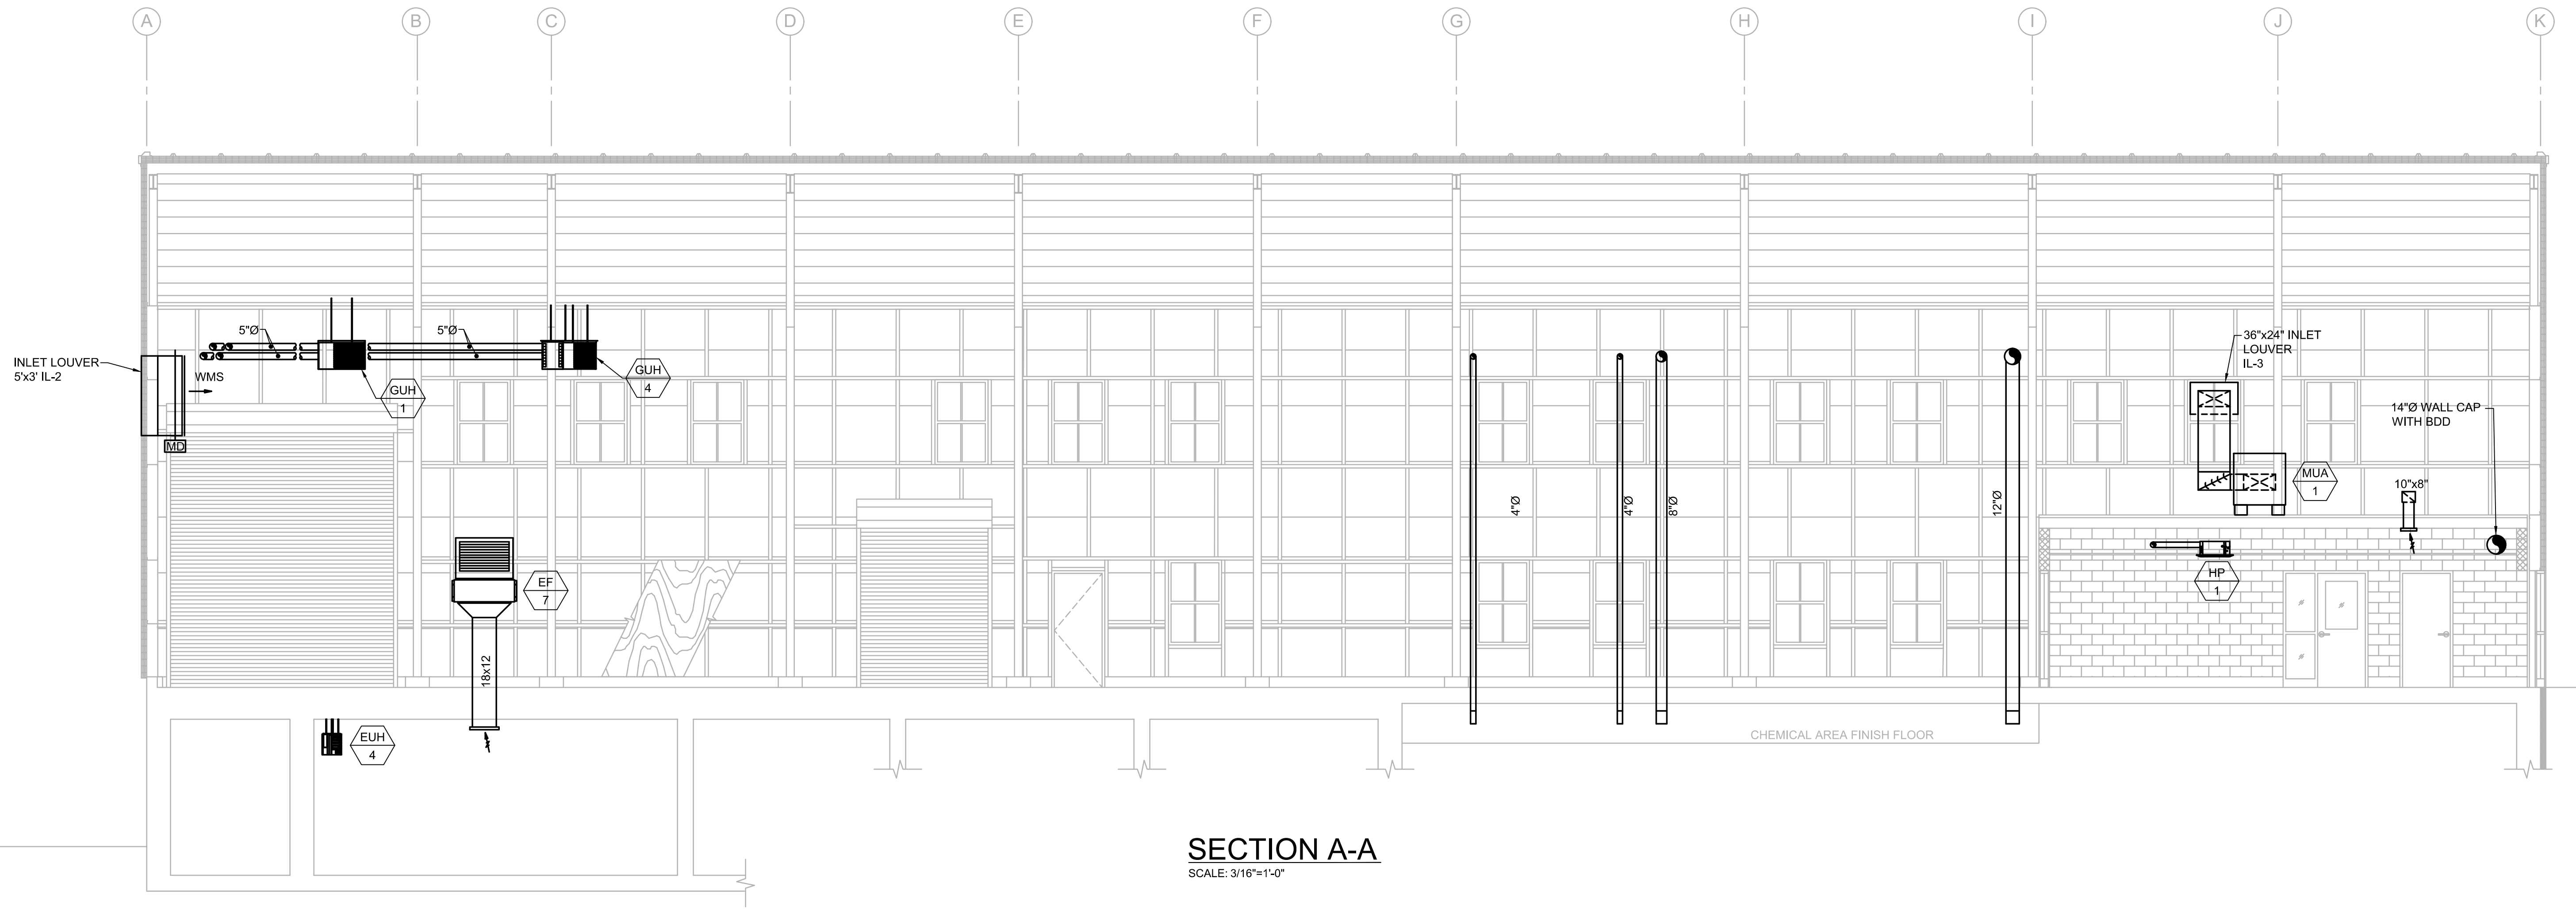 A
B
C
D
E
F
G
H
I
J
K
INLET LOUVER
5'x3' IL-2
WMS
MD
5"Ø
5"Ø
GUH
1
GUH
4
EF
7
18x12
EUH
4
4"Ø
4"Ø
8"Ø
12"Ø
36"x24" INLET
LOUVER
IL-3
14"Ø WALL CAP
WITH BDD
MUA
1
10"x8"
HP
1
CHEMICAL AREA FINISH FLOOR
SECTION A-A
SCALE: 3/16"=1'-0"